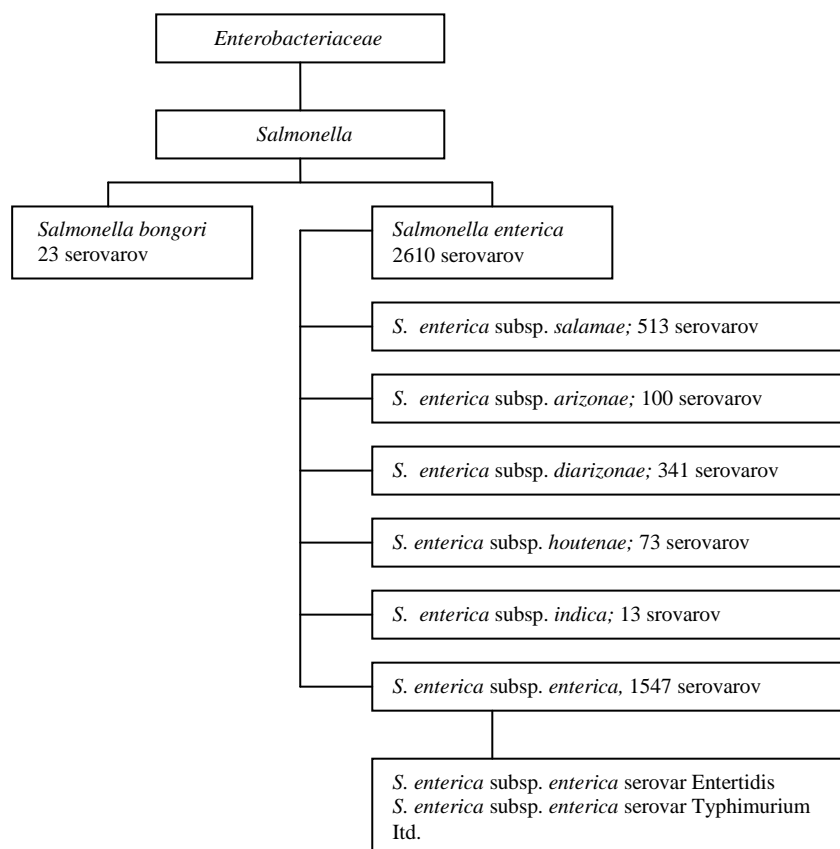 Enterobacteriaceae
Salmonella
Salmonella bongori
23 serovarov
Salmonella enterica
2610 serovarov
S. enterica subsp. salamae; 513 serovarov
S. enterica subsp. arizonae; 100 serovarov
S. enterica subsp. diarizonae; 341 serovarov
S. enterica subsp. houtenae; 73 serovarov
S. enterica subsp. indica; 13 srovarov
S. enterica subsp. enterica, 1547 serovarov
S. enterica subsp. enterica serovar Entertidis
S. enterica subsp. enterica serovar Typhimurium
Itd.